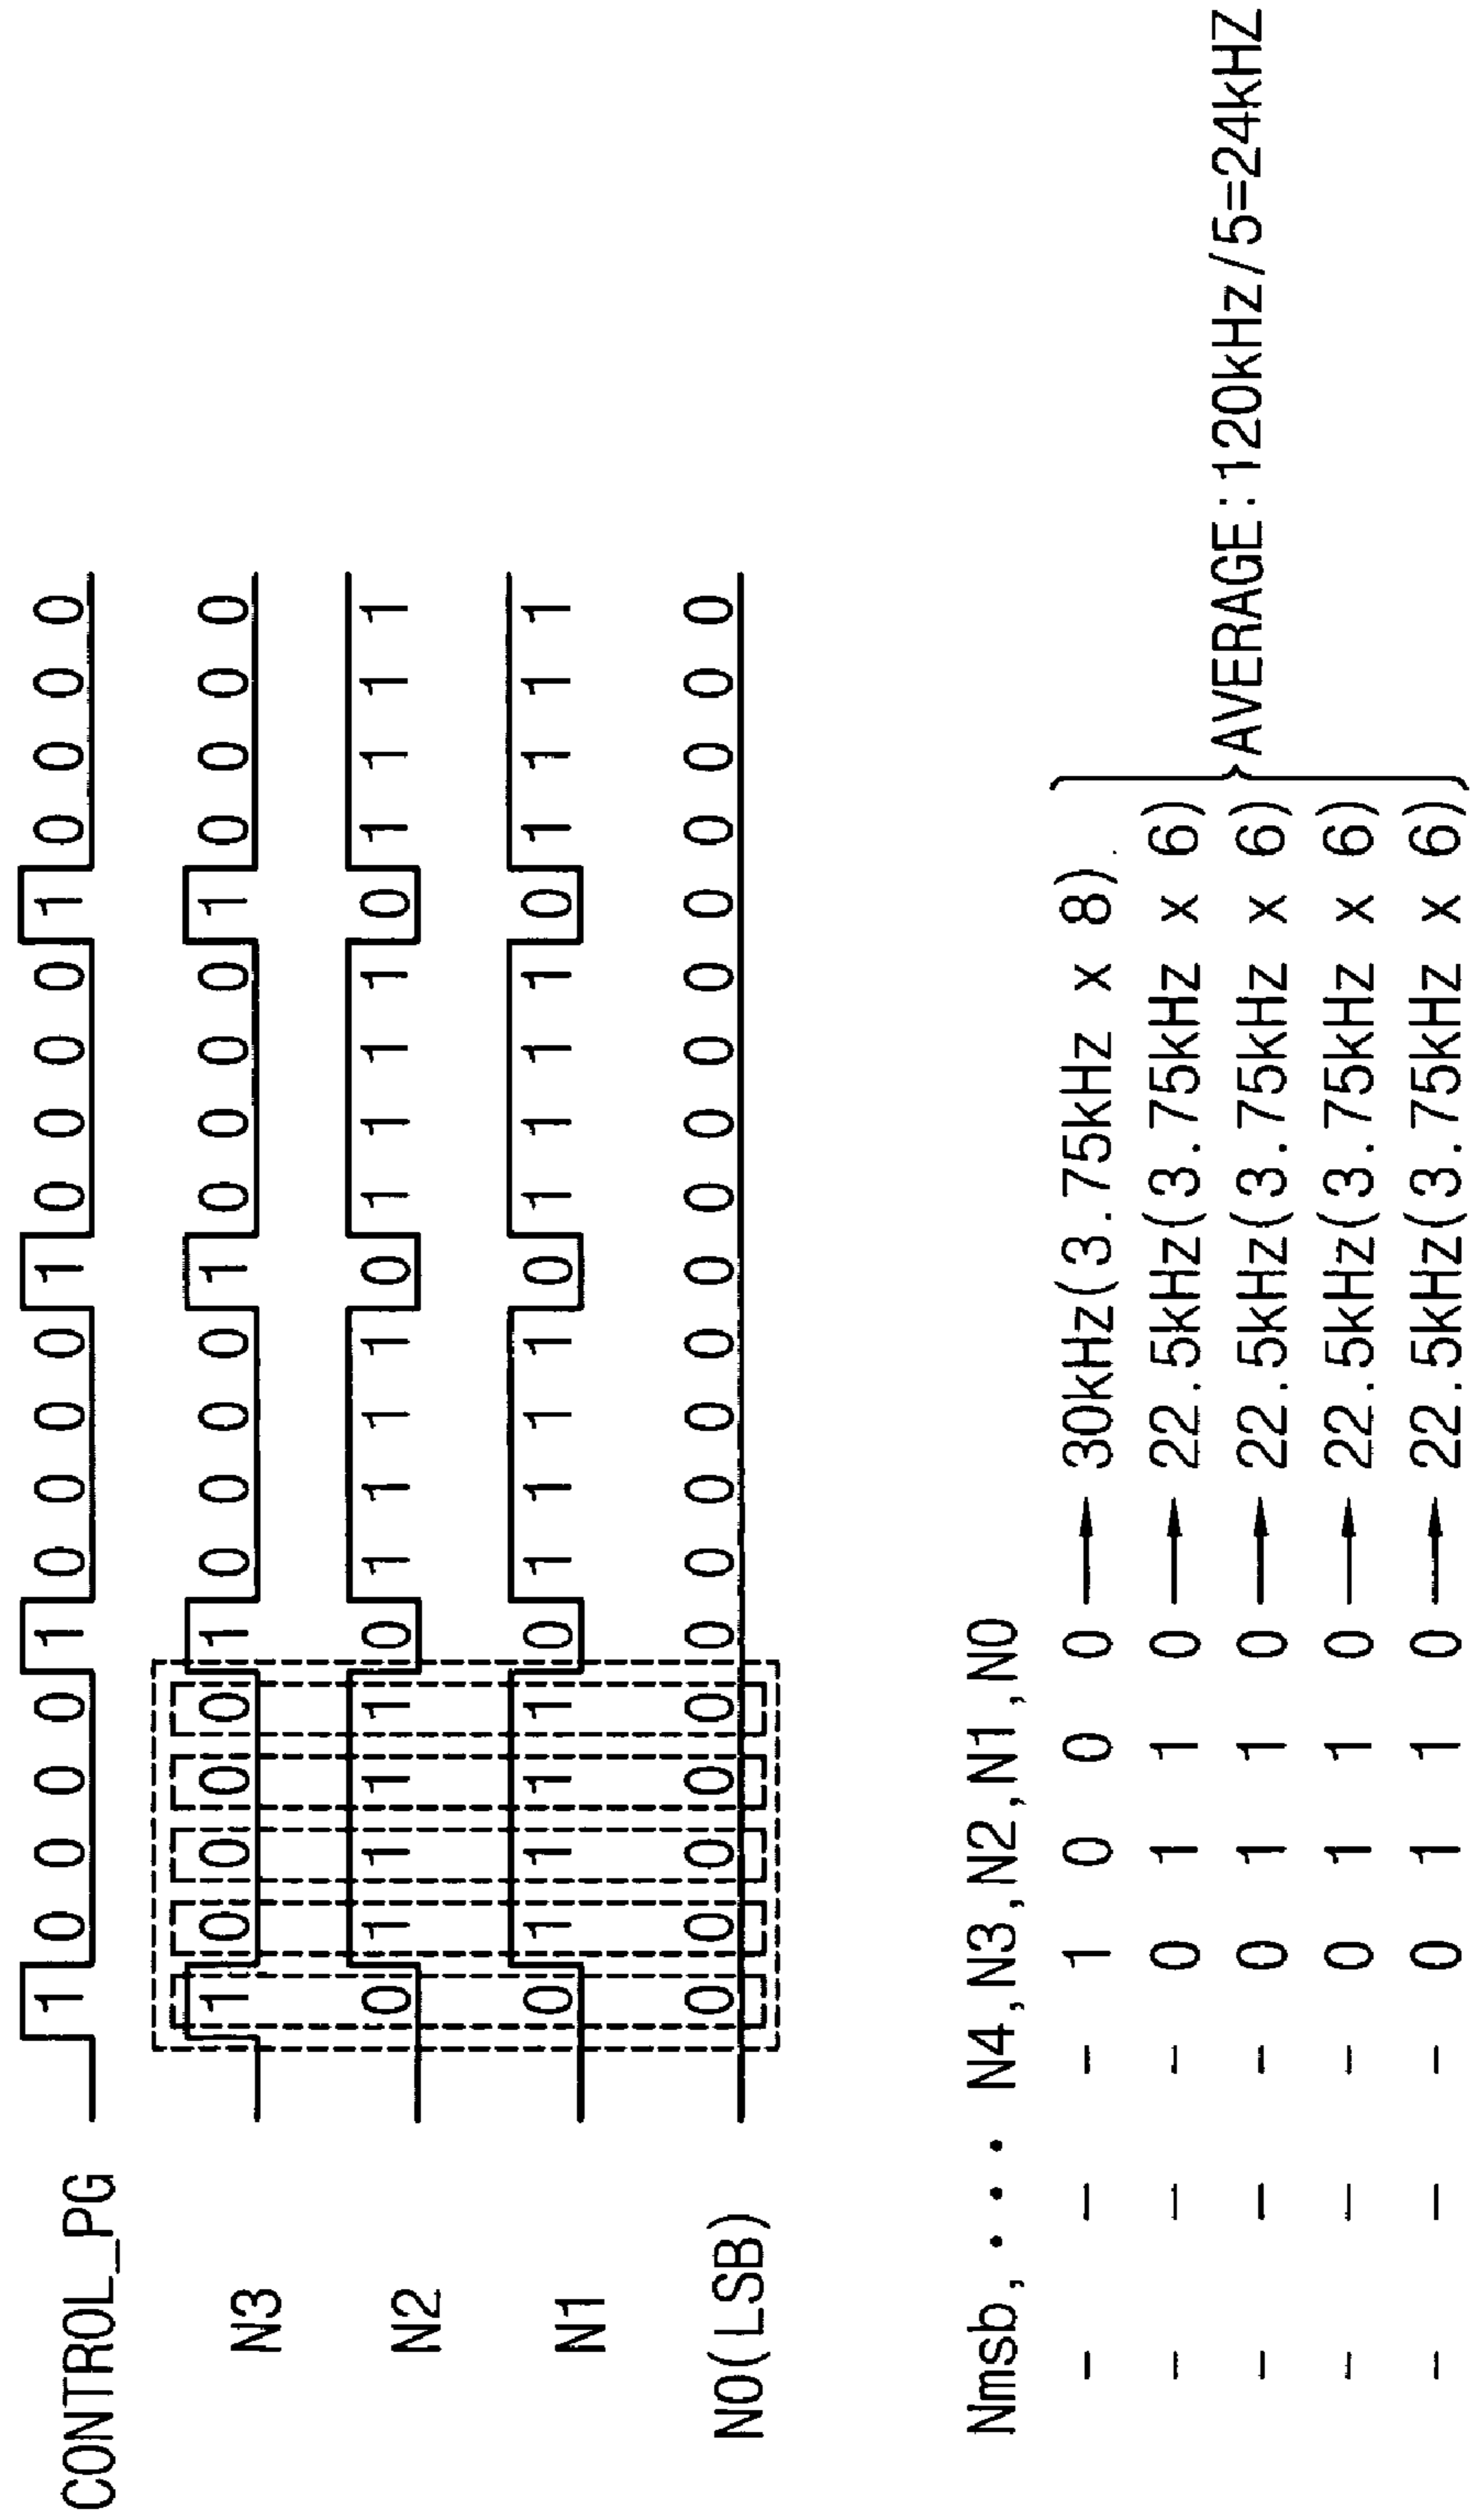 CONTROL_PG 1 0 0 0 0 1 0 0 0 0 1 0 0 0 0 1 0 0 0 0
N3 1 0 0 0 0 1 0 0 0 0 1 0 0 0 0 1 0 0 0 0
N2 0 1 1 1 1 0 1 1 1 1 0 1 1 1 1 0 1 1 1 1
N1 0 1 1 1 1 0 1 1 1 1 0 1 1 1 1 0 1 1 1 1
N0(LSB) 0 0 0 0 0 0 0 0 0 0 0 0 0 0 0 0 0 0 0 0
Nmsb, • • • N4,N3,N2,N1,N0
- - - 1 0 0 0 → 30kHz(3.75kHz x 8)
- - - 0 1 1 0 → 22.5kHz(3.75kHz x 6)
- - - 0 1 1 0 → 22.5kHz(3.75kHz x 6)
- - - 0 1 1 0 → 22.5kHz(3.75kHz x 6)
- - - 0 1 1 0 → 22.5kHz(3.75kHz x 6)
AVERAGE:120kHz/5=24kHZ